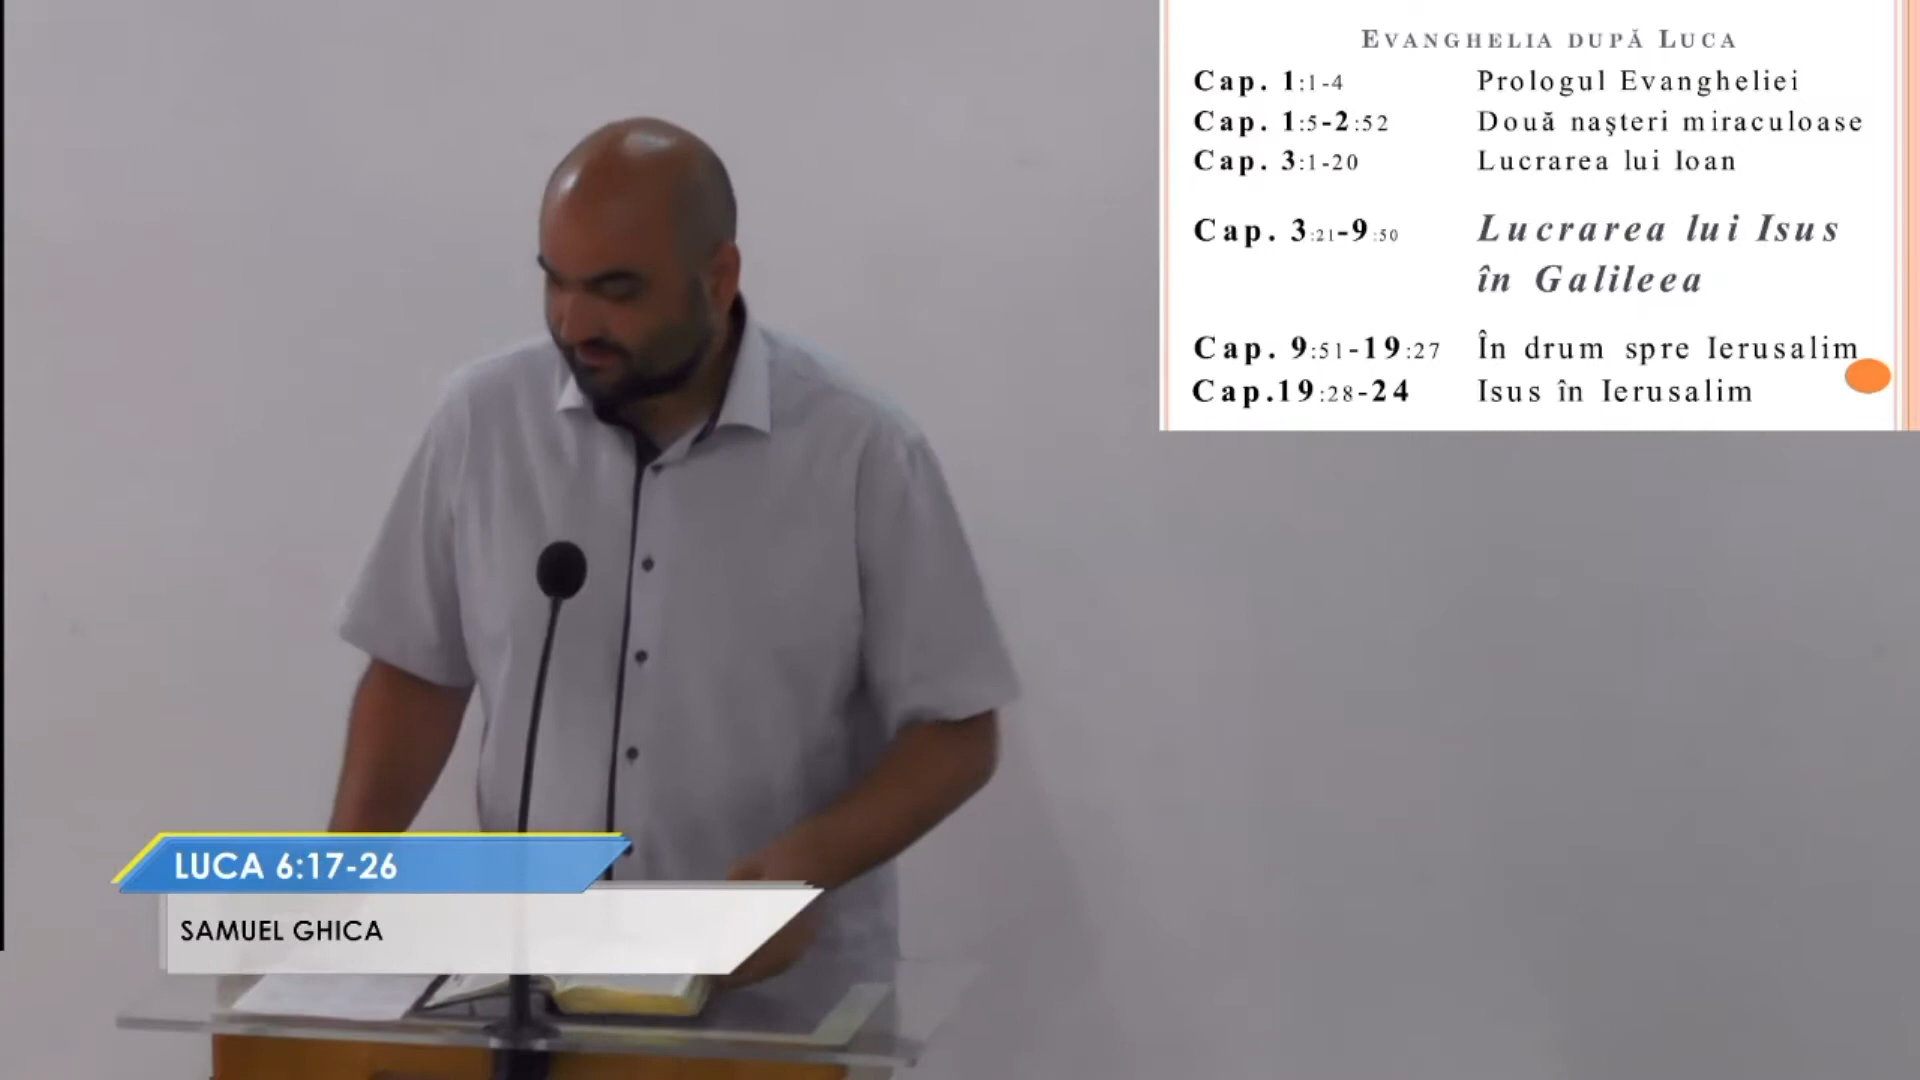 EVANGHELIA DUPĂ LUCA
Cap. 1:1-4 Prologul Evangheliei
Cap. 1:5-2:52 Două naşteri miraculoase
Cap. 3:1-20 Lucrarea lui Ioan
Cap. 3:21-9:50 Lucrarea lui Isus
în Galileea
Cap. 9:51-19:27 În drum spre Ierusalim
Cap.19:28-24 Isus în Ierusalim
LUCA 6:17-26
SAMUEL GHICA